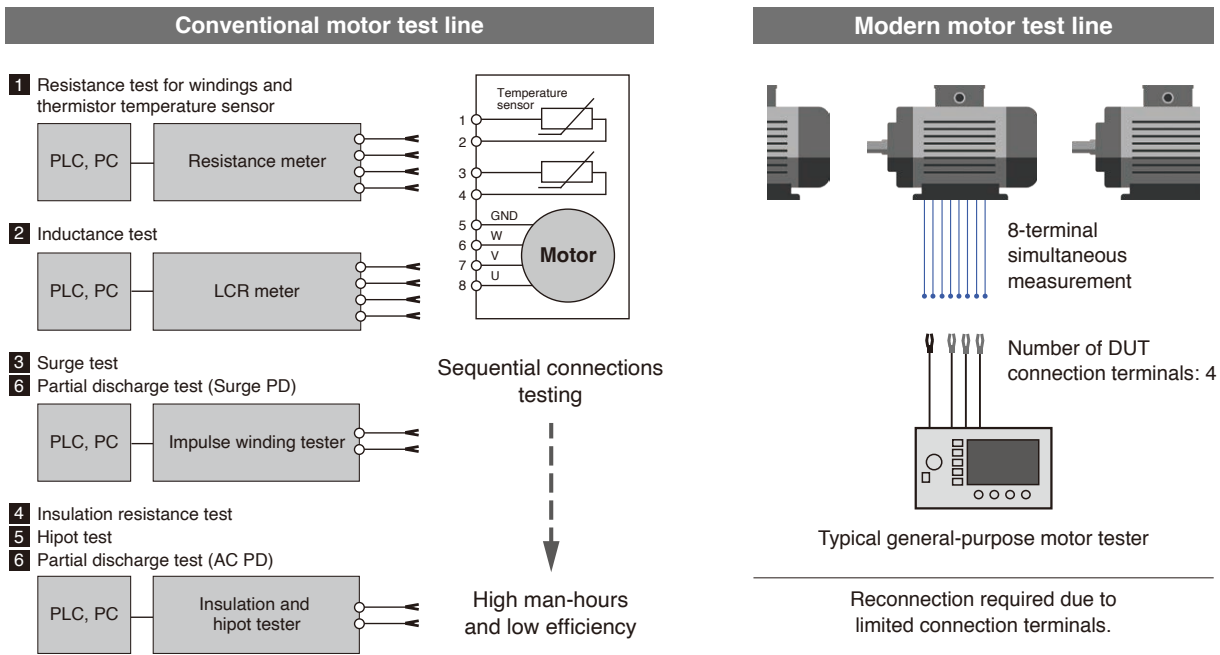 Conventional motor test line
1 Resistance test for windings and
thermistor temperature sensor
PLC, PC
Resistance meter
2 Inductance test
PLC, PC
LCR meter
3 Surge test
6 Partial discharge test (Surge PD)
PLC, PC
Impulse winding tester
4 Insulation resistance test
5 Hipot test
6 Partial discharge test (AC PD)
PLC, PC
Insulation and
hipot tester
Temperature
sensor
1
2
3
4
5 GND
6 W
7 V
8 U
Motor
Sequential connections
testing
High man-hours
and low efficiency
Modern motor test line
8-terminal
simultaneous
measurement
Number of DUT
connection terminals: 4
Typical general-purpose motor tester
Reconnection required due to
limited connection terminals.